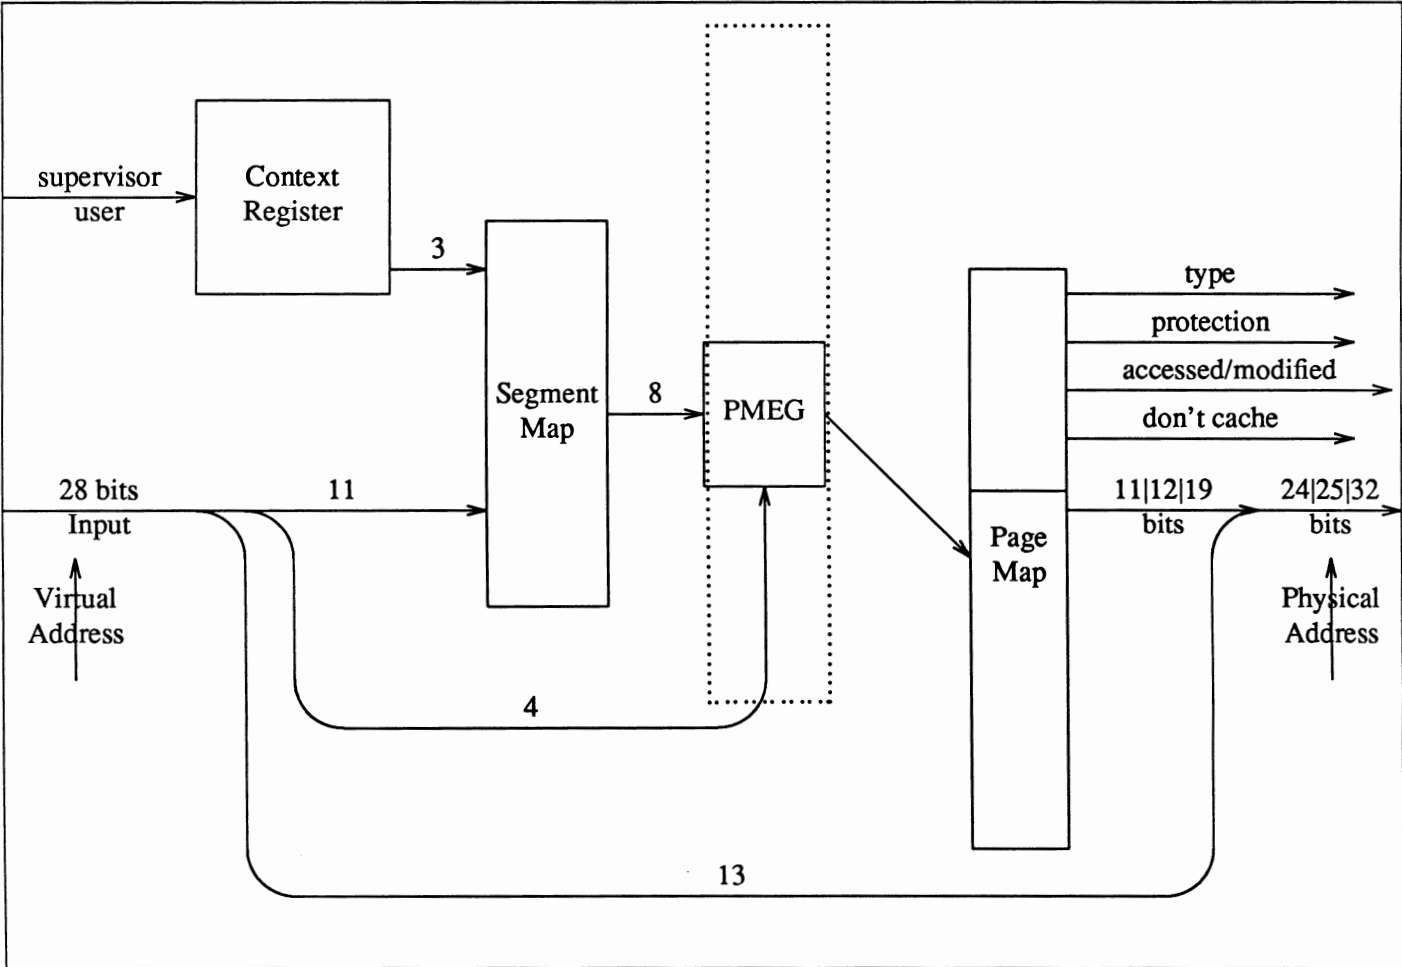 supervisor
user
Context
Register
3
Segment
Map
8
PMEG
type
protection
accessed/modified
don't cache
28 bits
Input
11
11|12|19
bits
24|25|32
bits
Page
Map
Virtual
Address
Physical
Address
4
13